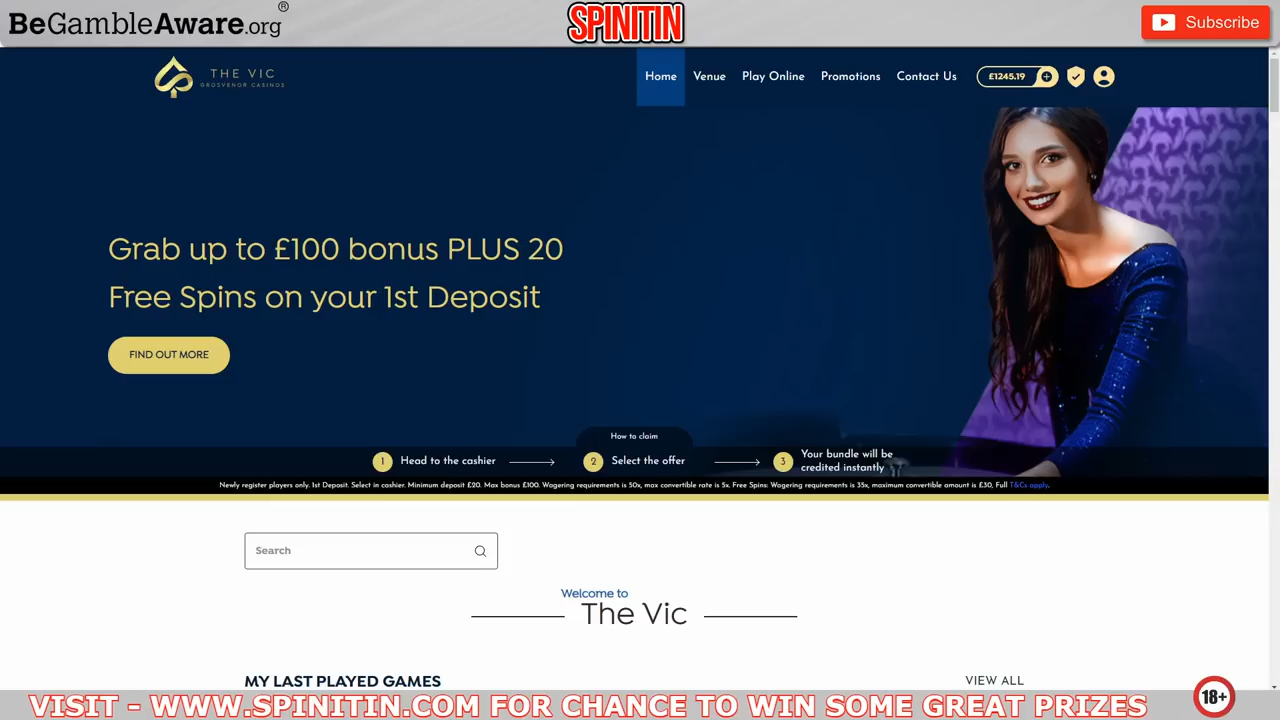 BeGambleAware.org®
SPINITIN
Subscribe
THE VIC
GROSVENOR CASINOS
Home
Venue
Play Online
Promotions
Contact Us
£1245.19
Grab up to £100 bonus PLUS 20
Free Spins on your 1st Deposit
FIND OUT MORE
How to claim
1 Head to the cashier
2 Select the offer
3 Your bundle will be
credited instantly
Newly register players only. 1st Deposit. Select in cashier. Minimum deposit £20. Max bonus £100. Wagering requirements is 50x, max convertible rate is 5x. Free Spins: Wagering requirements is 35x, maximum convertible amount is £30, Full T&Cs apply.
Search
Welcome to
The Vic
MY LAST PLAYED GAMES
VIEW ALL
VISIT - WWW.SPINITIN.COM FOR CHANCE TO WIN SOME GREAT PRIZES
18+